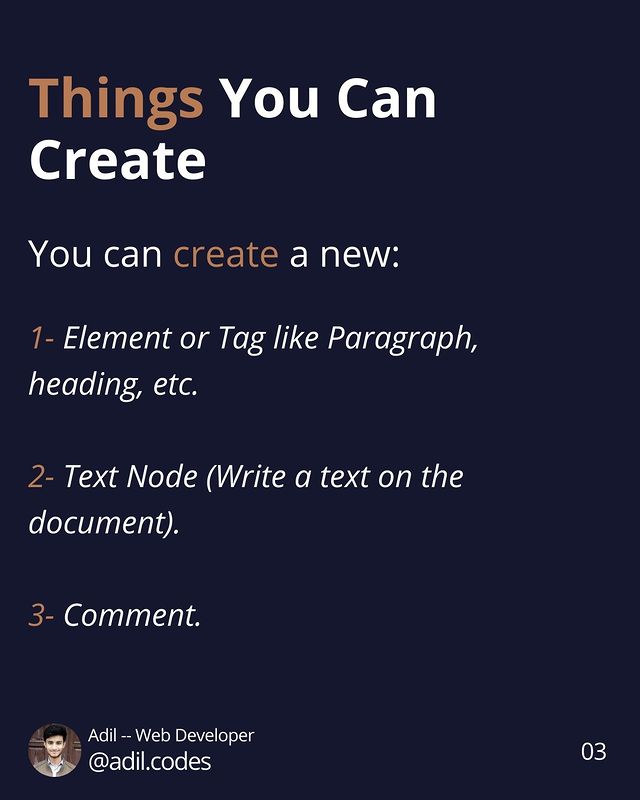 Things You Can
Create
You can create a new:
1- Element or Tag like Paragraph,
heading, etc.
2- Text Node (Write a text on the
document).
3- Comment.
Adil -- Web Developer
@adil.codes
03